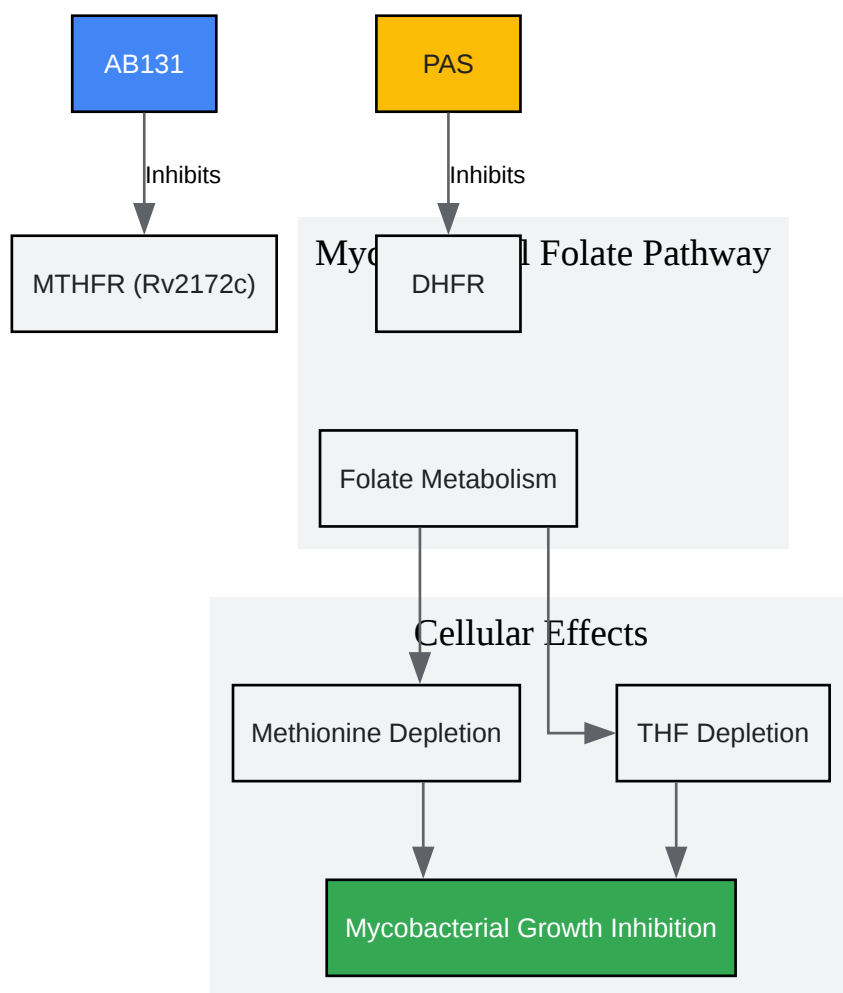 AB131
PAS
Inhibits
Inhibits
Folate Pathway
MTHFR (Rv2172c)
DHFR
Folate Metabolism
Cellular Effects
Methionine Depletion
THF Depletion
Mycobacterial Growth Inhibition